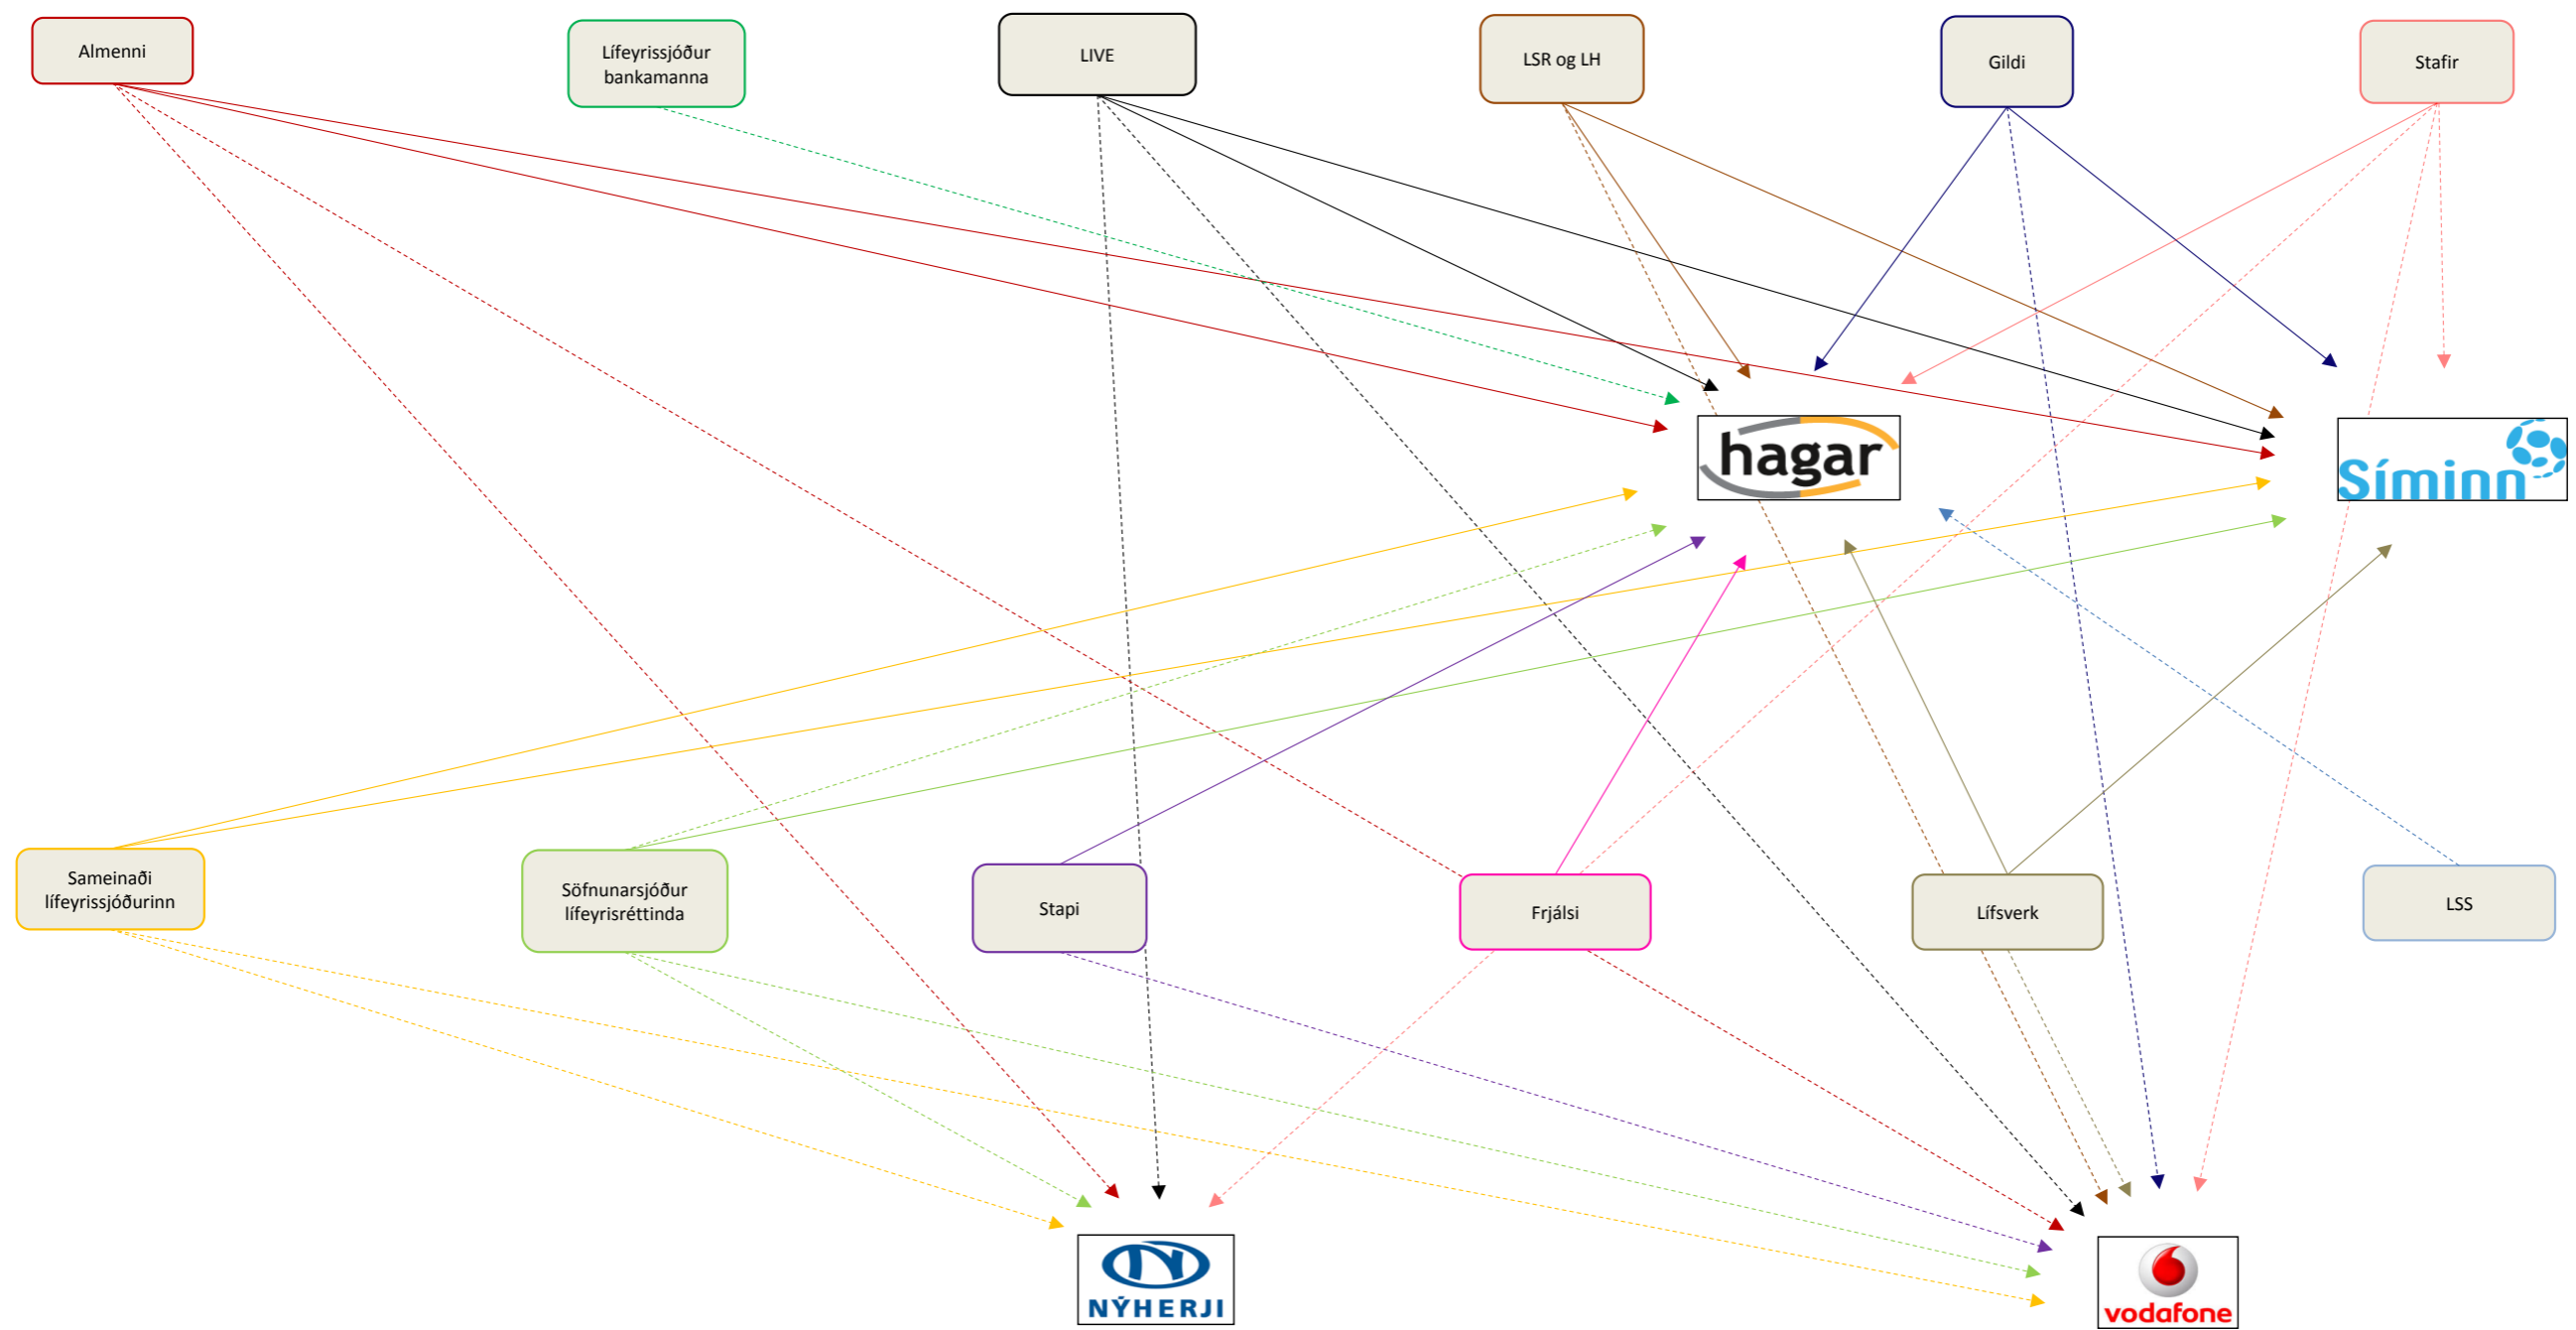 Almenni
Lífeyrissjóður
bankamanna
LIVE
LSR og LH
Gildi
Stafir
hagar
Síminn
Sameinaði
lífeyrissjóðurinn
Söfnunarsjóður
lífeyrisréttinda
Stapi
Frjálsi
Lífsverk
LSS
NÝHERJI
vodafone